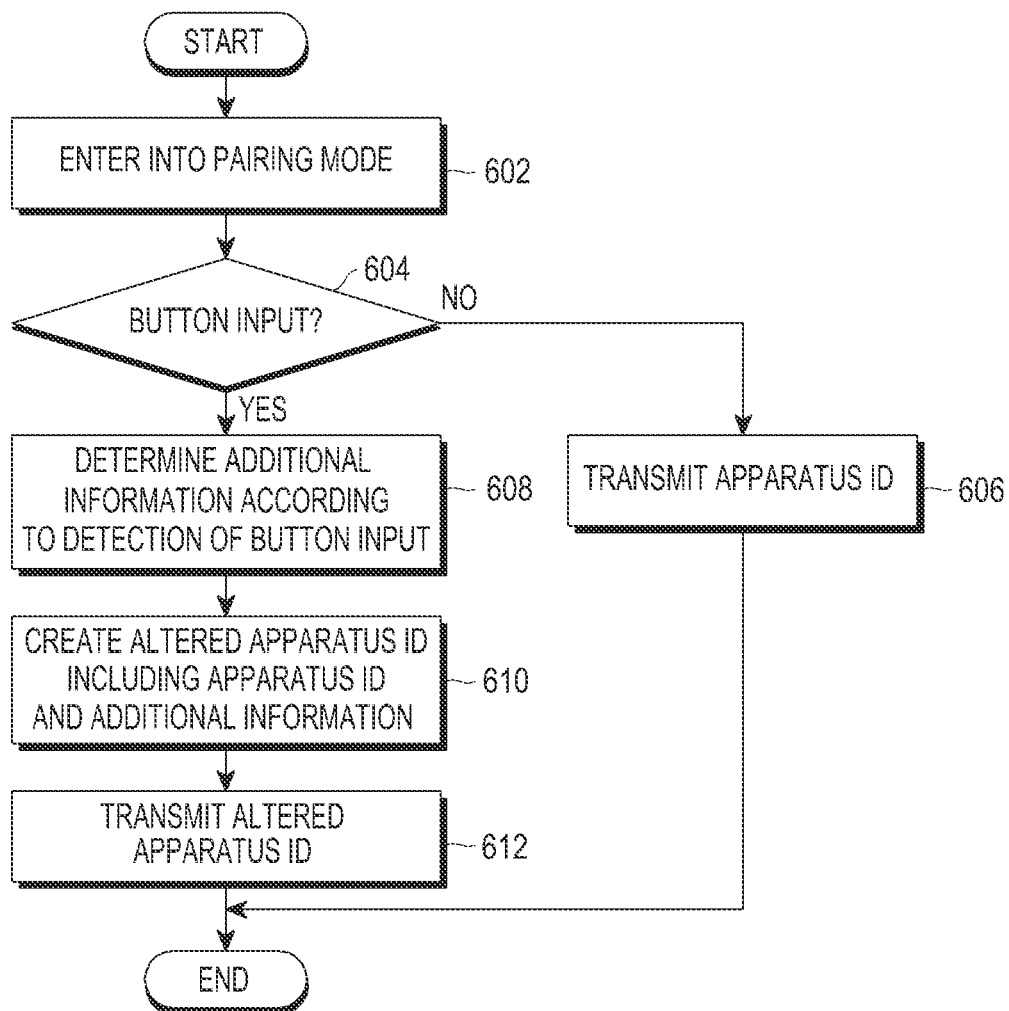 START
ENTER INTO PAIRING MODE
602
604
BUTTON INPUT?
NO
YES
DETERMINE ADDITIONAL
INFORMATION ACCORDING
TO DETECTION OF BUTTON INPUT
608
TRANSMIT APPARATUS ID
606
CREATE ALTERED APPARATUS ID
INCLUDING APPARATUS ID
AND ADDITIONAL INFORMATION
610
TRANSMIT ALTERED
APPARATUS ID
612
END